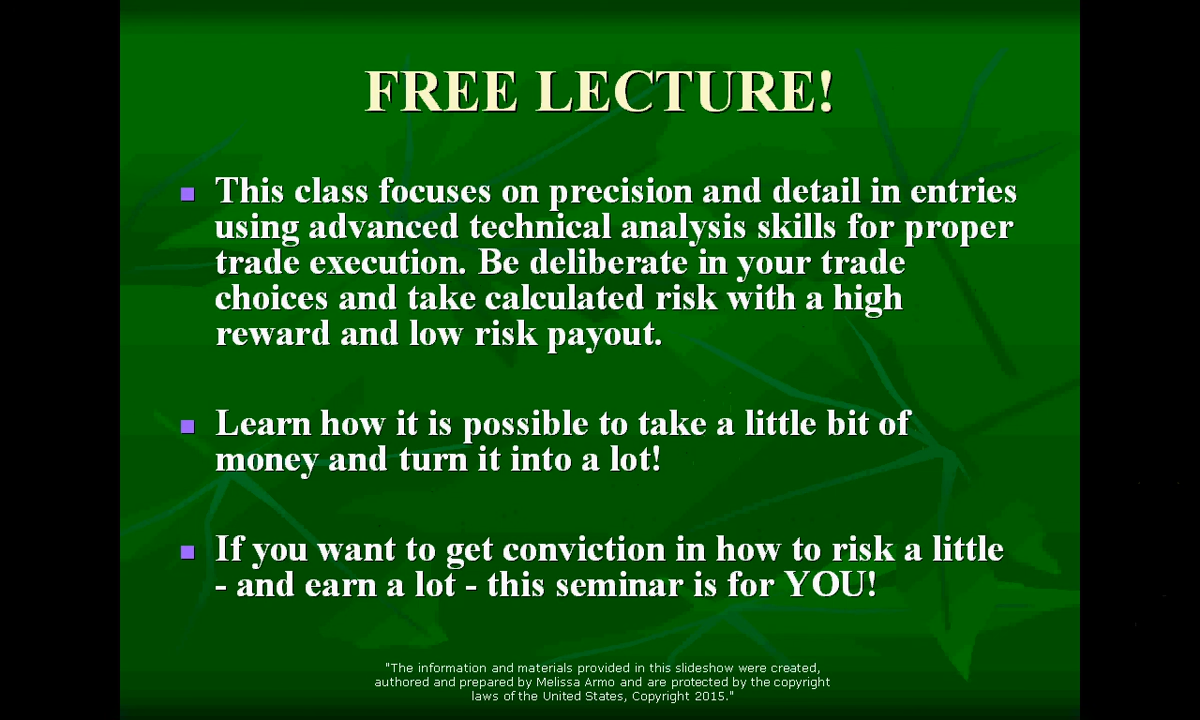 FREE LECTURE!
This class focuses on precision and detail in entries
using advanced technical analysis skills for proper
trade execution. Be deliberate in your trade
choices and take calculated risk with a high
reward and low risk payout.
Learn how it is possible to take a little bit of
money and turn it into a lot!
If you want to get conviction in how to risk a little
- and earn a lot - this seminar is for YOU!
"The information and materials provided in this slideshow were created,
authored and prepared by Melissa Armo and are protected by the copyright
laws of the United States, Copyright 2015."